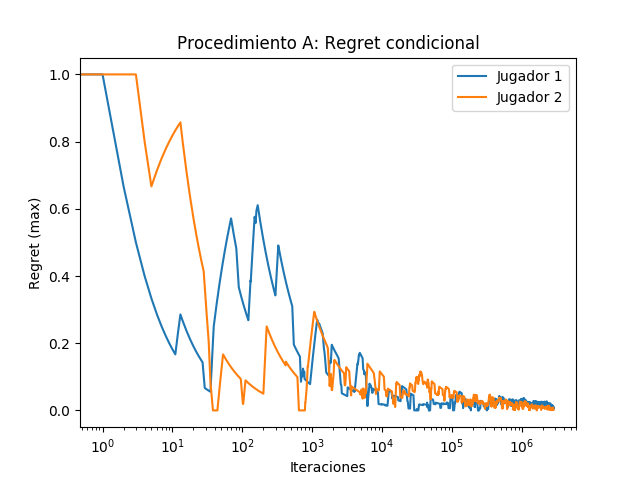 Procedimiento A: Regret condicional
Jugador 1
Jugador 2
Regret (max)
1.0
0.8
0.6
0.4
0.2
0.0
10⁰ 10¹ 10² 10³ 10⁴ 10⁵ 10⁶
Iteraciones